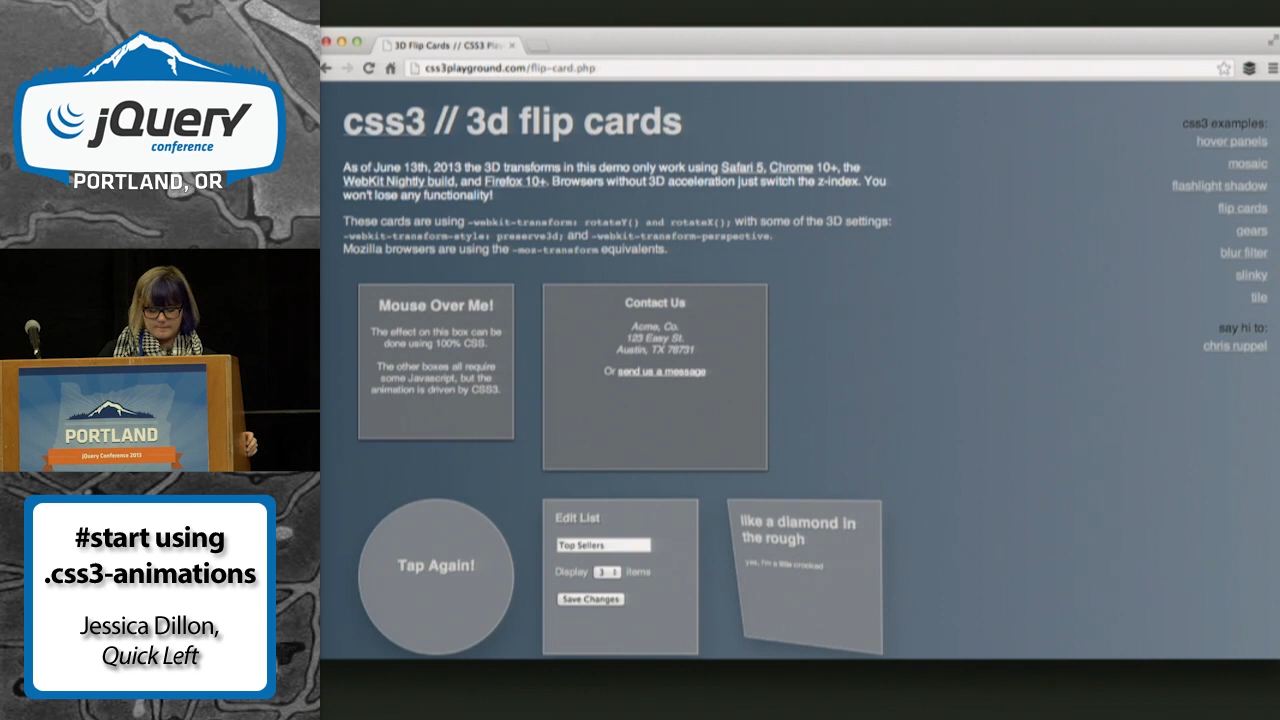 jQuery
conference
PORTLAND, OR
PORTLAND
jQuery Conference 2013
#start using
.css3-animations
Jessica Dillon,
Quick Left
3D Flip Cards // CSS3 Play
css3playground.com/flip-card.php
css3 // 3d flip cards
As of June 13th, 2013 the 3D transforms in this demo only work using Safari 5, Chrome 10+, the
WebKit Nightly build, and Firefox 10+. Browsers without 3D acceleration just switch the z-index. You
won't lose any functionality!
These cards are using -webkit-transform: rotateY() and rotateX(); with some of the 3D settings:
-webkit-transform-style: preserve3d; and -webkit-transform-perspective.
Mozilla browsers are using the -moz-transform equivalents.
Mouse Over Me!
The effect on this box can be
done using 100% CSS.
The other boxes all require
some Javascript, but the
animation is driven by CSS3.
Contact Us
Acme, Co.
123 Easy St.
Austin, TX 78731
Or send us a message
Tap Again!
Edit List
Top Sellers
Display 3 items
Save Changes
like a diamond in
the rough
yes, I'm a little crooked
css3 examples:
hover panels
mosaic
flashlight shadow
flip cards
gears
blur filter
slinky
tile
say hi to:
chris ruppel